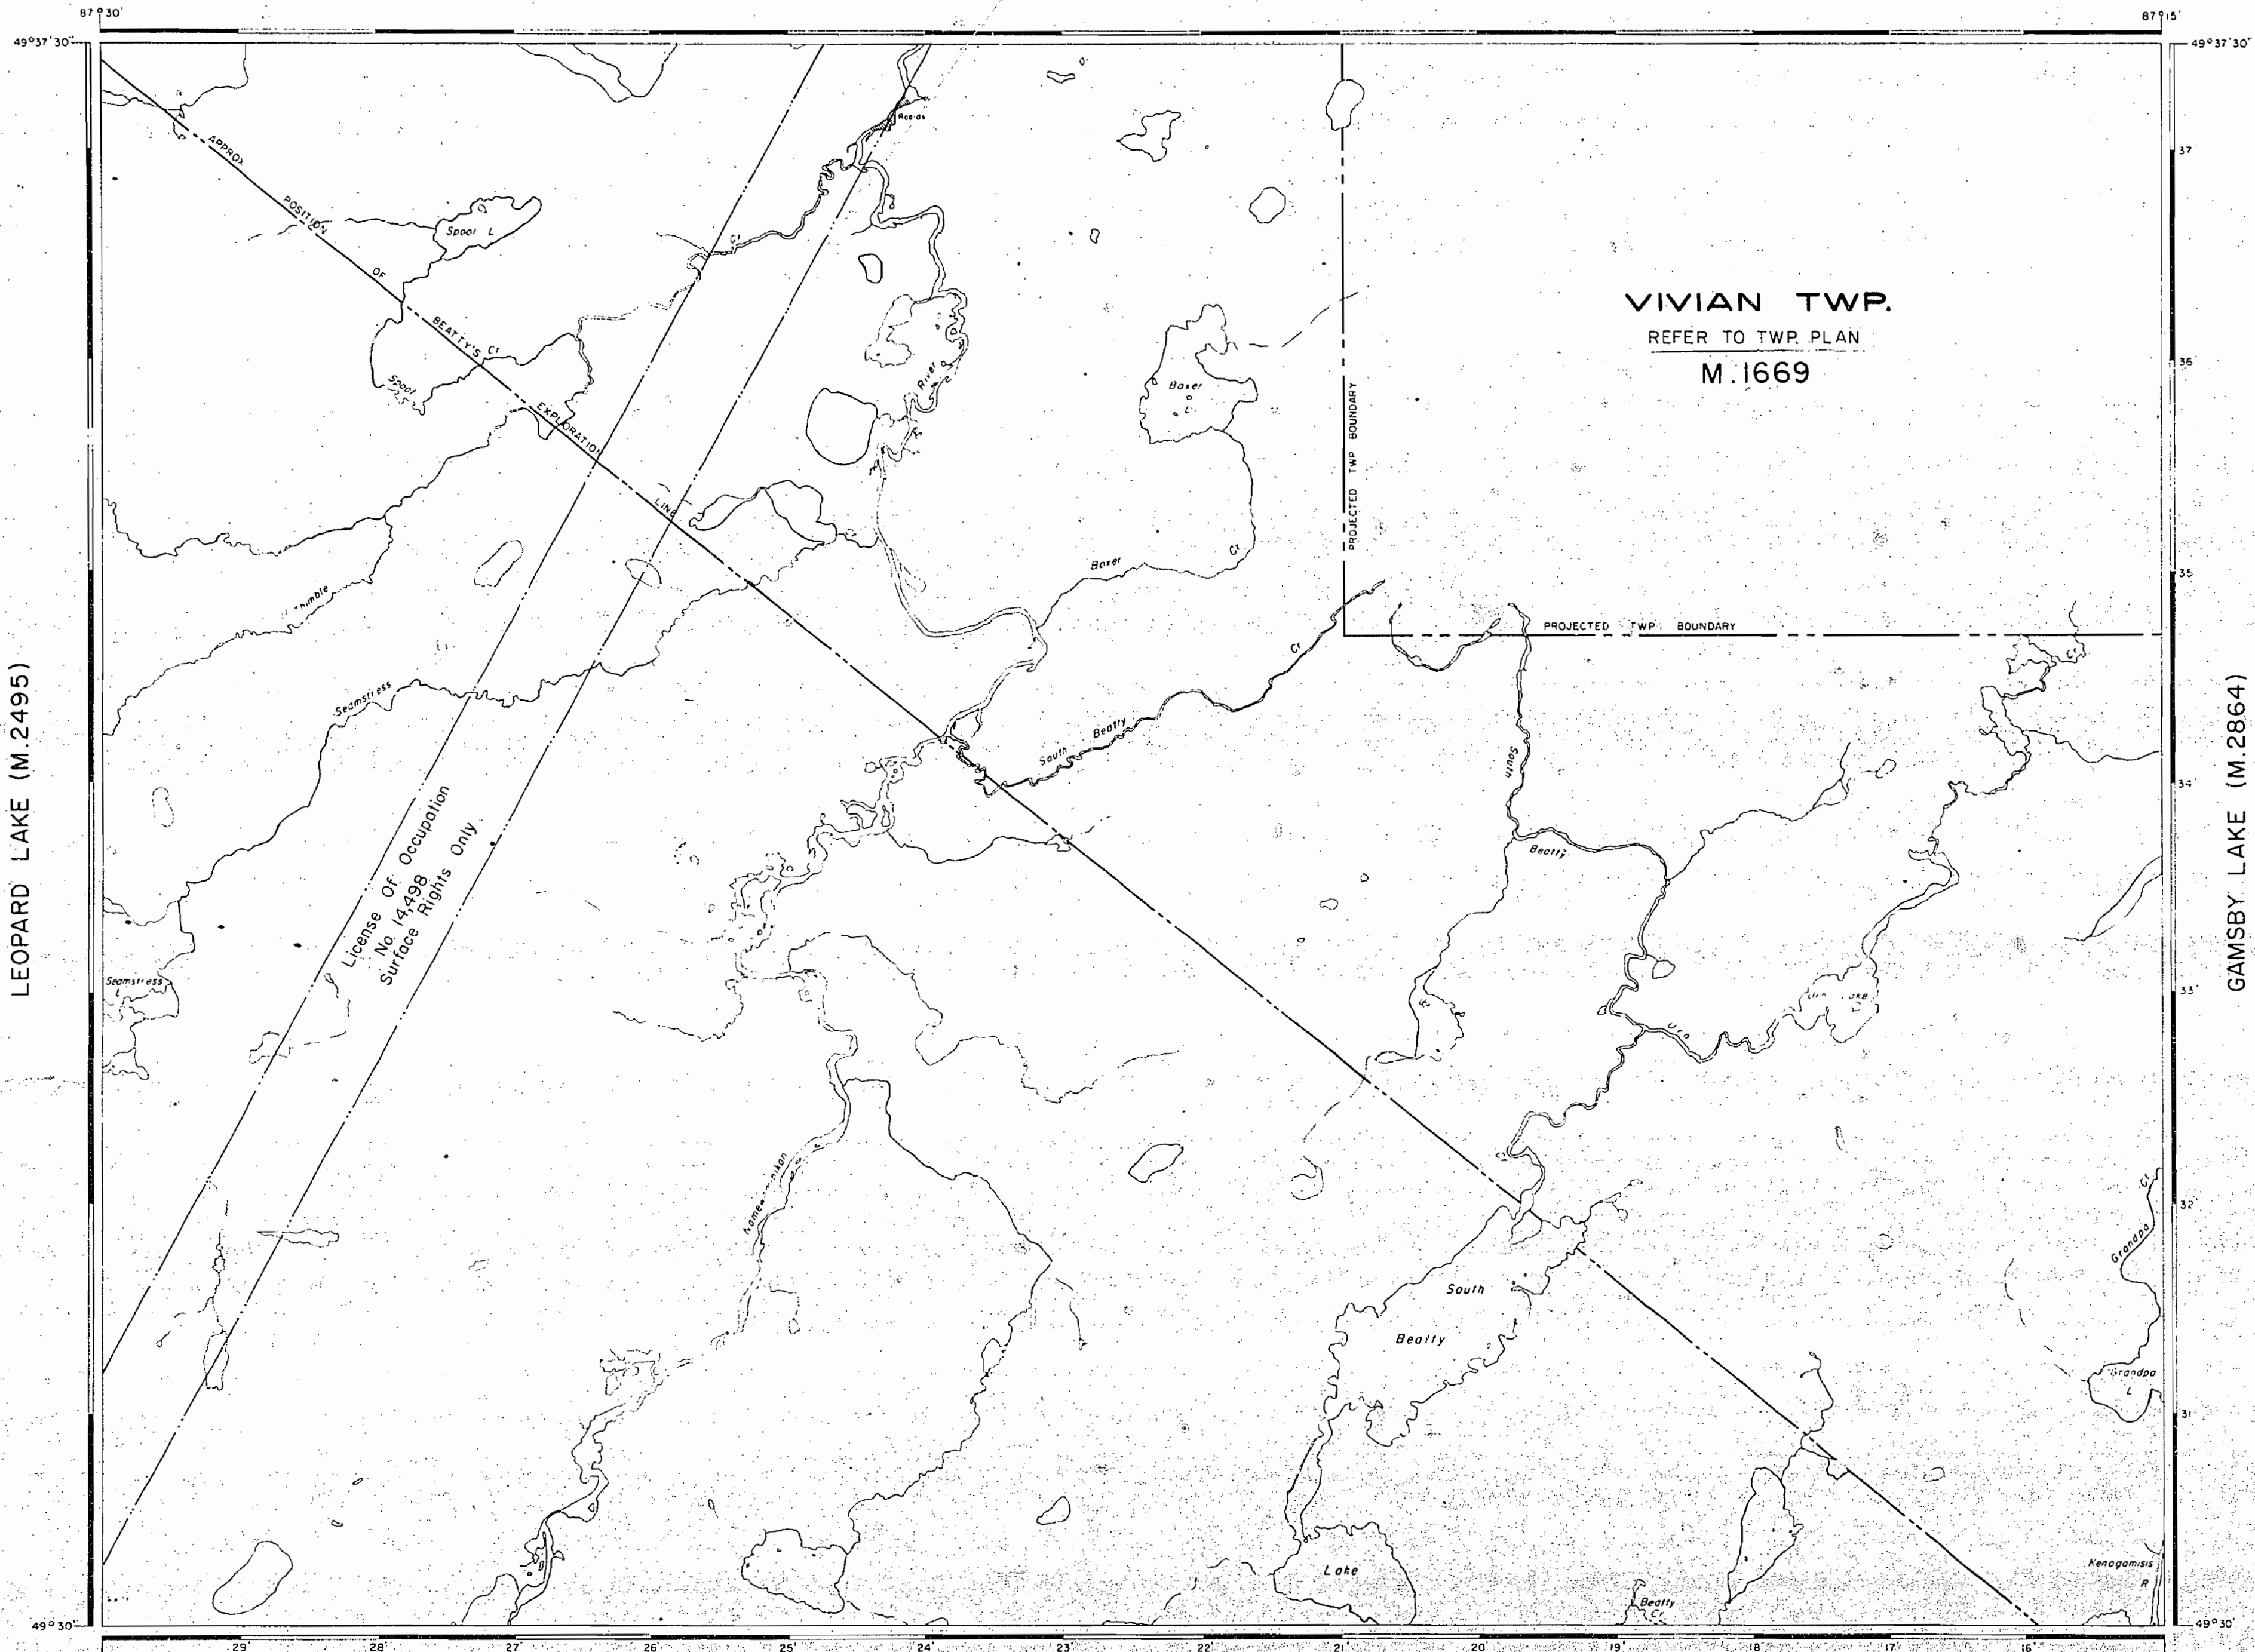 87°30'
87°15'
49°37'30"
49°37'30"
Rapids
37'
APPROX
POSITION
OF
BEATTY'S
EXPLORATION
LINE
Spool L
Cr
Cr
Spool
River
Boxer
L
VIVIAN TWP.
REFER TO TWP. PLAN
M.1669
36'
PROJECTED TWP BOUNDARY
Boxer
Cr
35'
PROJECTED TWP. BOUNDARY
Cr
Cr
Seamstress
South Beatty
South
Beatty
34'
LEOPARD LAKE (M.2495)
GAMSBY LAKE (M.2864)
License Of Occupation
No. 14,498
Surface Rights Only
Seamstress
L
33'
32'
Cr
Grandpa
South
Beatty
Lake
Grandpa
L
31'
Kenogamisis
R
Beatty
Cr
49°30'
49°30'
29'
28'
27'
26'
25'
24'
23'
22'
21'
20'
19'
18'
17'
16'